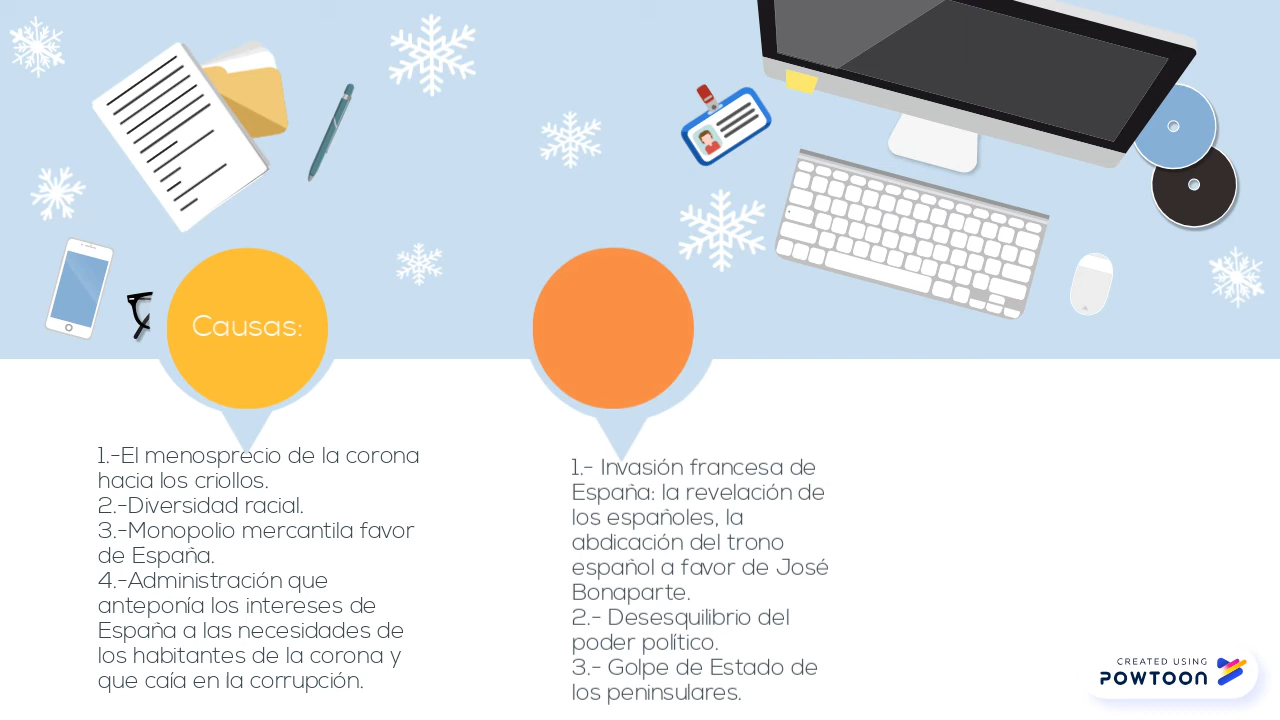 Causas:
1.-El menosprecio de la corona
hacia los criollos.
2.-Diversidad racial.
3.-Monopolio mercantila favor
de España.
4.-Administración que
anteponía los intereses de
España a las necesidades de
los habitantes de la corona y
que caía en la corrupción.
1.- Invasión francesa de
España: la revelación de
los españoles, la
abdicación del trono
español a favor de José
Bonaparte.
2.- Desesquilibrio del
poder político.
3.- Golpe de Estado de
los peninsulares.
CREATED USING
POWTOON